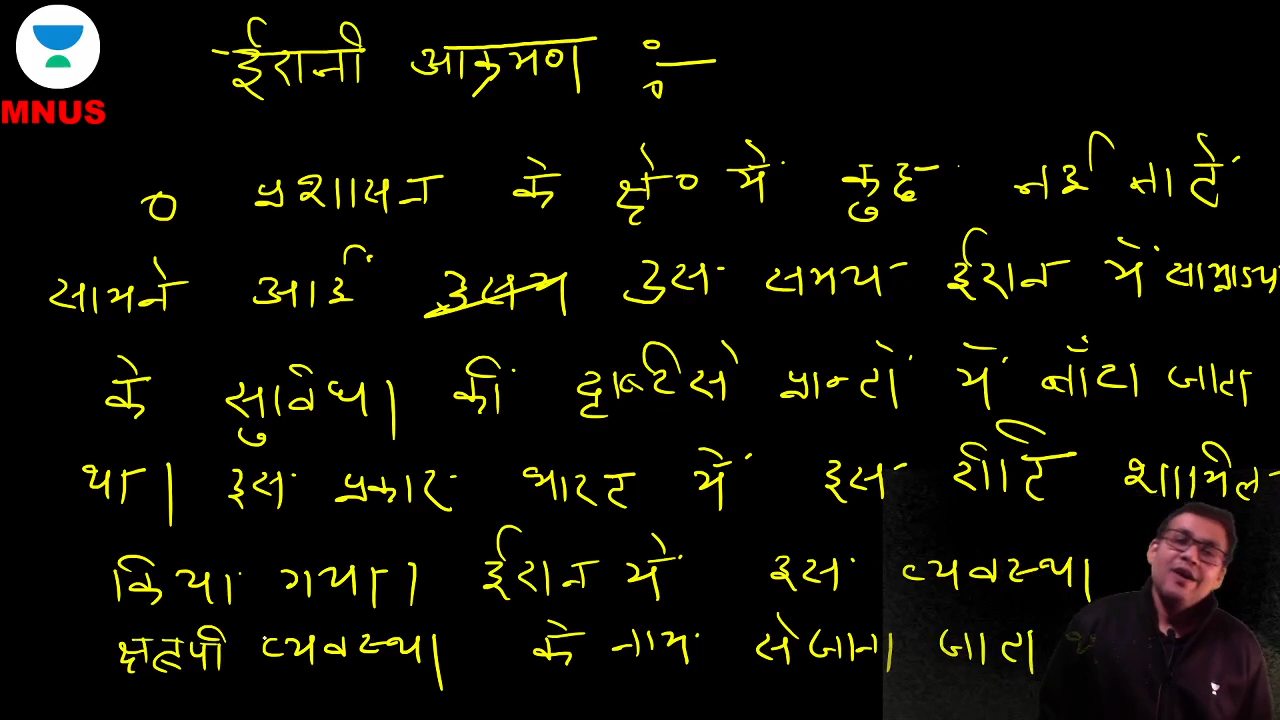 MNUS
ईरानी आक्रमण :-
० प्रशासन के क्षेत्र में कुछ नई बातें
सामने आई उस समय ईरान में साम्राज्य
के सुविधा की दृष्टि से प्रान्तों में बाँटा जाता
था। इस प्रकार भारत में इस रीति शामिल
किया गया। ईरान में इस व्यवस्था
क्षत्रपी व्यवस्था के नाम से जाना जाता